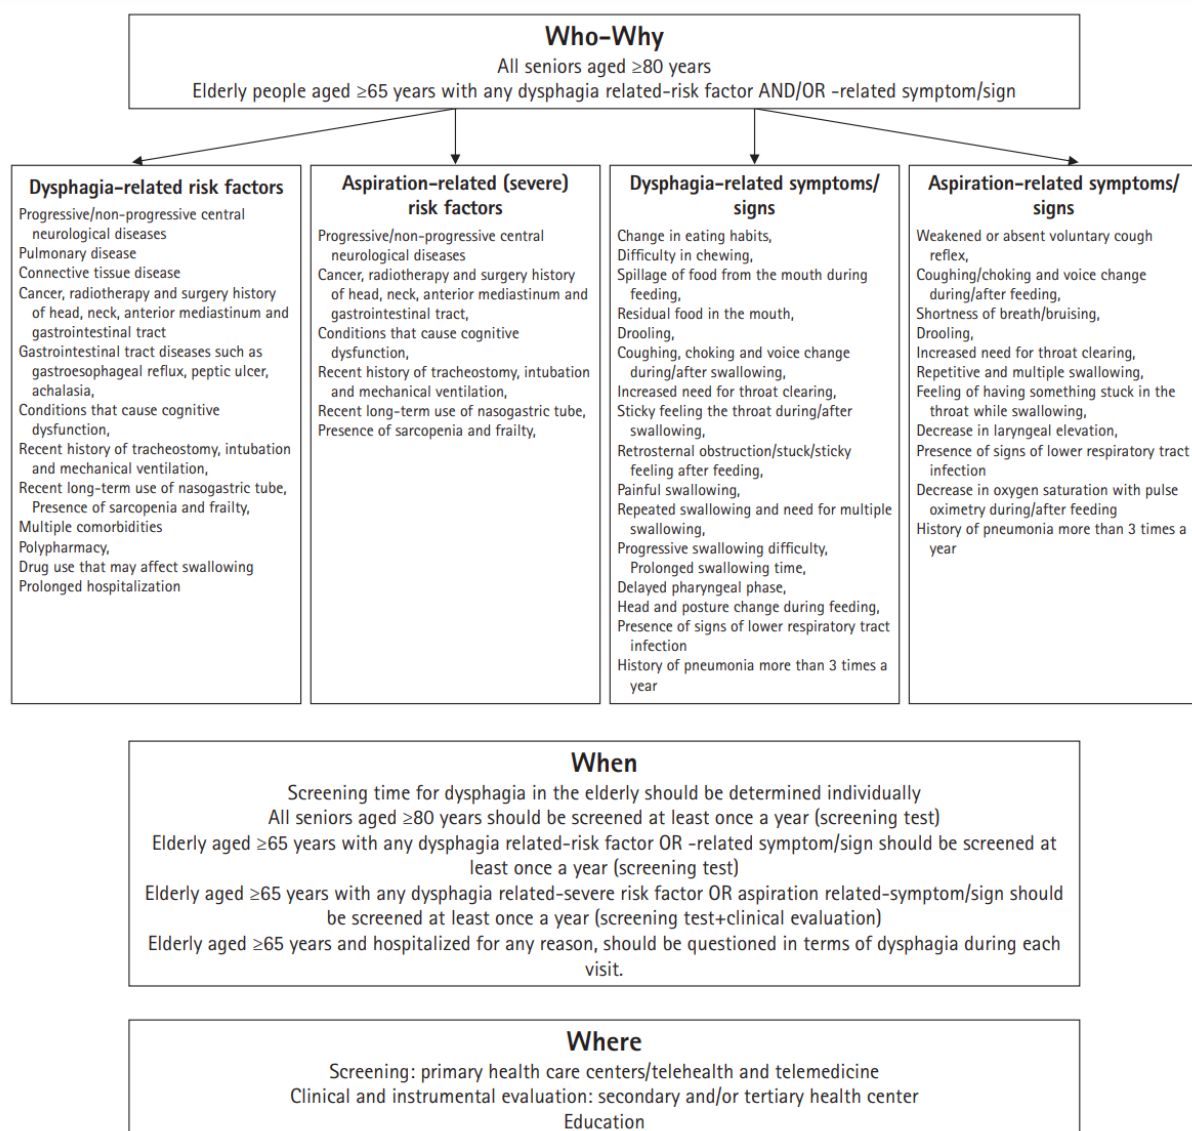 Who-Why
All seniors aged ≥80 years
Elderly people aged ≥65 years with any dysphagia related-risk factor AND/OR -related symptom/sign
Dysphagia-related risk factors
Progressive/non-progressive central
neurological diseases
Pulmonary disease
Connective tissue disease
Cancer, radiotherapy and surgery history
of head, neck, anterior mediastinum and
gastrointestinal tract
Gastrointestinal tract diseases such as
gastroesophageal reflux, peptic ulcer,
achalasia,
Conditions that cause cognitive
dysfunction,
Recent history of tracheostomy, intubation
and mechanical ventilation,
Recent long-term use of nasogastric tube,
Presence of sarcopenia and frailty,
Multiple comorbidities
Polypharmacy,
Drug use that may affect swallowing
Prolonged hospitalization
Aspiration-related (severe)
risk factors
Progressive/non-progressive central
neurological diseases
Cancer, radiotherapy and surgery history
of head, neck, anterior mediastinum and
gastrointestinal tract,
Conditions that cause cognitive
dysfunction,
Recent history of tracheostomy, intubation
and mechanical ventilation,
Recent long-term use of nasogastric tube,
Presence of sarcopenia and frailty,
Dysphagia-related symptoms/
signs
Change in eating habits,
Difficulty in chewing,
Spillage of food from the mouth during
feeding,
Residual food in the mouth,
Drooling,
Coughing, choking and voice change
during/after swallowing,
Increased need for throat clearing,
Sticky feeling the throat during/after
swallowing,
Retrosternal obstruction/stuck/sticky
feeling after feeding,
Painful swallowing,
Repeated swallowing and need for multiple
swallowing,
Progressive swallowing difficulty,
Prolonged swallowing time,
Delayed pharyngeal phase,
Head and posture change during feeding,
Presence of signs of lower respiratory tract
infection
History of pneumonia more than 3 times a
year
Aspiration-related symptoms/
signs
Weakened or absent voluntary cough
reflex,
Coughing/choking and voice change
during/after feeding,
Shortness of breath/bruising,
Drooling,
Increased need for throat clearing,
Repetitive and multiple swallowing,
Feeling of having something stuck in the
throat while swallowing,
Decrease in laryngeal elevation,
Presence of signs of lower respiratory tract
infection
Decrease in oxygen saturation with pulse
oximetry during/after feeding
History of pneumonia more than 3 times a
year
When
Screening time for dysphagia in the elderly should be determined individually
All seniors aged ≥80 years should be screened at least once a year (screening test)
Elderly aged ≥65 years with any dysphagia related-risk factor OR -related symptom/sign should be screened at
least once a year (screening test)
Elderly aged ≥65 years with any dysphagia related-severe risk factor OR aspiration related-symptom/sign should
be screened at least once a year (screening test+clinical evaluation)
Elderly aged ≥65 years and hospitalized for any reason, should be questioned in terms of dysphagia during each
visit.
Where
Screening: primary health care centers/telehealth and telemedicine
Clinical and instrumental evaluation: secondary and/or tertiary health center
Education